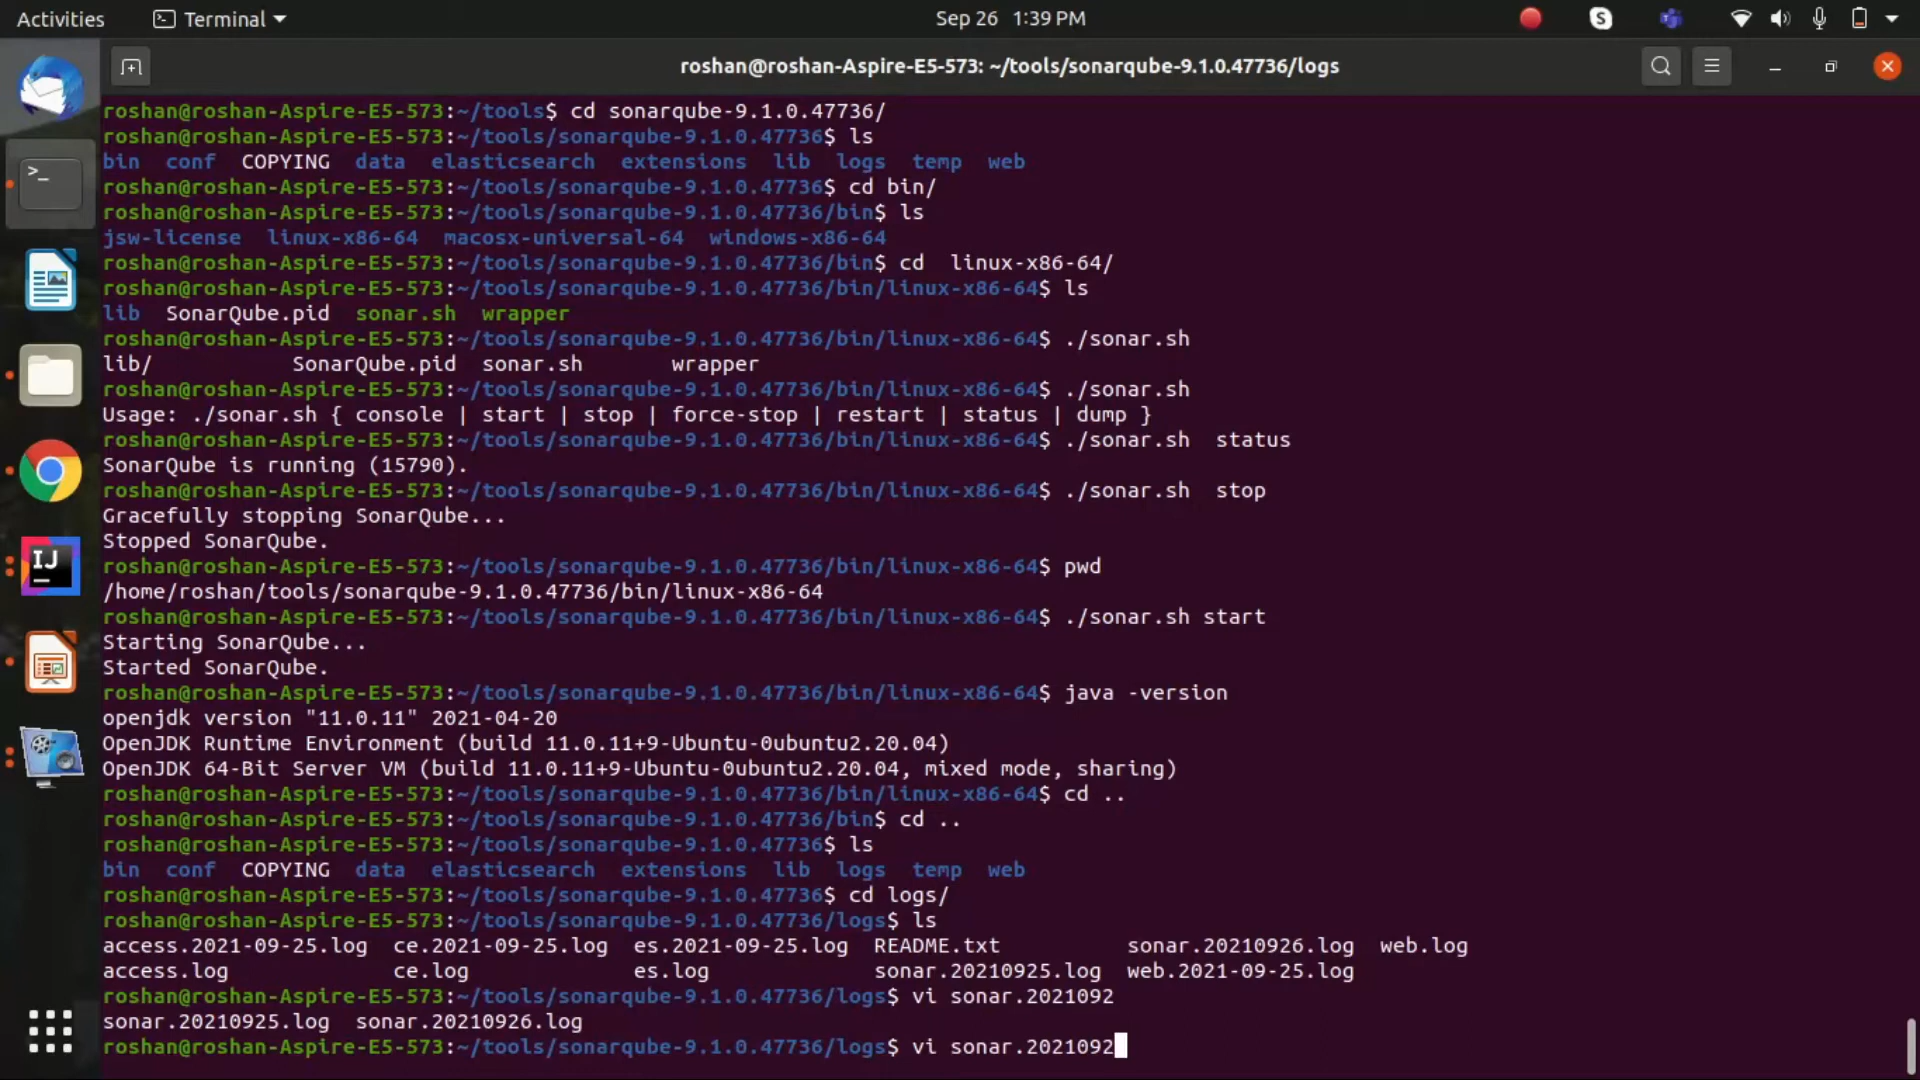 Activities Terminal Sep 26 1:39 PM
roshan@roshan-Aspire-E5-573: ~/tools/sonarqube-9.1.0.47736/logs
roshan@roshan-Aspire-E5-573:~/tools$ cd sonarqube-9.1.0.47736/
roshan@roshan-Aspire-E5-573:~/tools/sonarqube-9.1.0.47736$ ls
bin  conf  COPYING  data  elasticsearch  extensions  lib  logs  temp  web
roshan@roshan-Aspire-E5-573:~/tools/sonarqube-9.1.0.47736$ cd bin/
roshan@roshan-Aspire-E5-573:~/tools/sonarqube-9.1.0.47736/bin$ ls
jsw-license  linux-x86-64  macosx-universal-64  windows-x86-64
roshan@roshan-Aspire-E5-573:~/tools/sonarqube-9.1.0.47736/bin$ cd  linux-x86-64/
roshan@roshan-Aspire-E5-573:~/tools/sonarqube-9.1.0.47736/bin/linux-x86-64$ ls
lib  SonarQube.pid  sonar.sh  wrapper
roshan@roshan-Aspire-E5-573:~/tools/sonarqube-9.1.0.47736/bin/linux-x86-64$ ./sonar.sh
lib/           SonarQube.pid  sonar.sh       wrapper
roshan@roshan-Aspire-E5-573:~/tools/sonarqube-9.1.0.47736/bin/linux-x86-64$ ./sonar.sh
Usage: ./sonar.sh { console | start | stop | force-stop | restart | status | dump }
roshan@roshan-Aspire-E5-573:~/tools/sonarqube-9.1.0.47736/bin/linux-x86-64$ ./sonar.sh  status
SonarQube is running (15790).
roshan@roshan-Aspire-E5-573:~/tools/sonarqube-9.1.0.47736/bin/linux-x86-64$ ./sonar.sh  stop
Gracefully stopping SonarQube...
Stopped SonarQube.
roshan@roshan-Aspire-E5-573:~/tools/sonarqube-9.1.0.47736/bin/linux-x86-64$ pwd
/home/roshan/tools/sonarqube-9.1.0.47736/bin/linux-x86-64
roshan@roshan-Aspire-E5-573:~/tools/sonarqube-9.1.0.47736/bin/linux-x86-64$ ./sonar.sh start
Starting SonarQube...
Started SonarQube.
roshan@roshan-Aspire-E5-573:~/tools/sonarqube-9.1.0.47736/bin/linux-x86-64$ java -version
openjdk version "11.0.11" 2021-04-20
OpenJDK Runtime Environment (build 11.0.11+9-Ubuntu-0ubuntu2.20.04)
OpenJDK 64-Bit Server VM (build 11.0.11+9-Ubuntu-0ubuntu2.20.04, mixed mode, sharing)
roshan@roshan-Aspire-E5-573:~/tools/sonarqube-9.1.0.47736/bin/linux-x86-64$ cd ..
roshan@roshan-Aspire-E5-573:~/tools/sonarqube-9.1.0.47736/bin$ cd ..
roshan@roshan-Aspire-E5-573:~/tools/sonarqube-9.1.0.47736$ ls
bin  conf  COPYING  data  elasticsearch  extensions  lib  logs  temp  web
roshan@roshan-Aspire-E5-573:~/tools/sonarqube-9.1.0.47736$ cd logs/
roshan@roshan-Aspire-E5-573:~/tools/sonarqube-9.1.0.47736/logs$ ls
access.2021-09-25.log  ce.2021-09-25.log  es.2021-09-25.log  README.txt          sonar.20210926.log  web.log
access.log             ce.log             es.log             sonar.20210925.log  web.2021-09-25.log
roshan@roshan-Aspire-E5-573:~/tools/sonarqube-9.1.0.47736/logs$ vi sonar.2021092
sonar.20210925.log  sonar.20210926.log
roshan@roshan-Aspire-E5-573:~/tools/sonarqube-9.1.0.47736/logs$ vi sonar.2021092